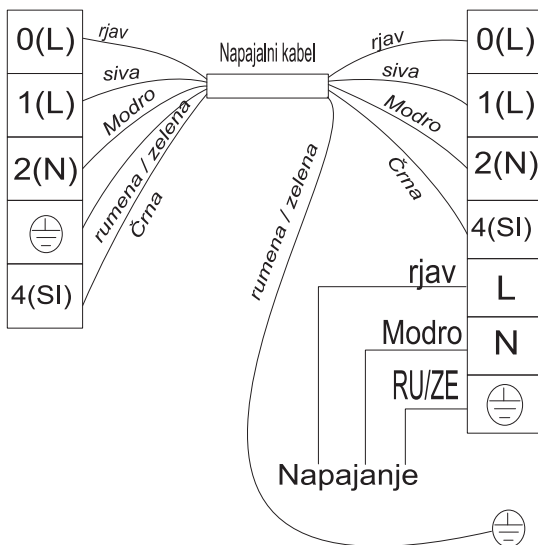 0(L)
1(L)
2(N)
4(SI)
rjav
siva
Modro
rumena / zelena
Črna
Napajalni kabel
rjav
siva
Modro
Črna
rumena / zelena
0(L)
1(L)
2(N)
4(SI)
rjav
L
Modro
N
RU/ZE
Napajanje